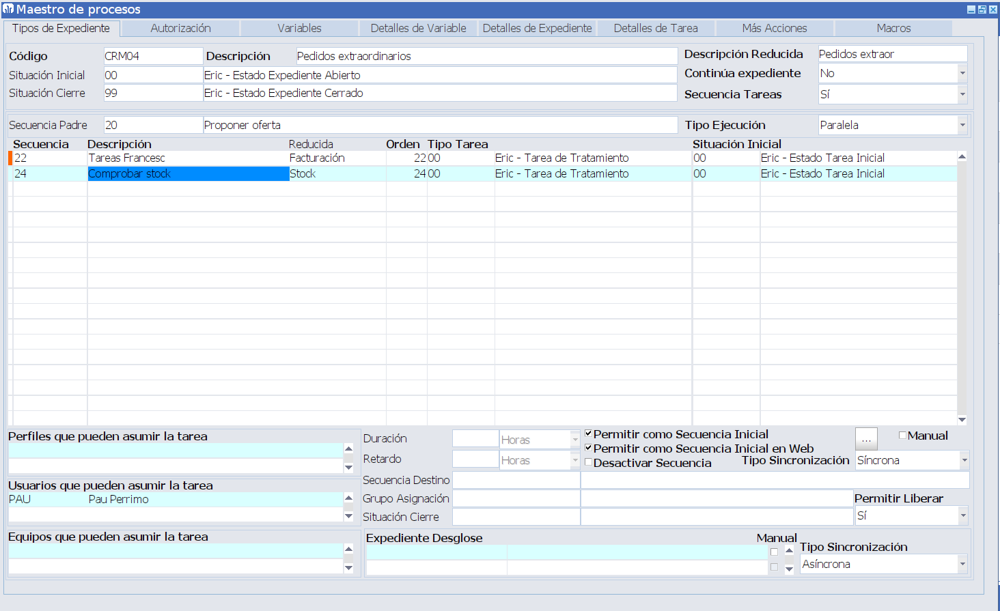 Maestro de procesos
Tipos de Expediente Autorización Variables Detalles de Variable Detalles de Expediente Detalles de Tarea Más Acciones Macros
Código CRM04 Descripción Pedidos extraordinarios Descripción Reducida Pedidos extraor
Situación Inicial 00 Eric - Estado Expediente Abierto Continúa expediente No
Situación Cierre 99 Eric - Estado Expediente Cerrado Secuencia Tareas Sí
Secuencia Padre 20 Proponer oferta Tipo Ejecución Paralela
Secuencia Descripción Reducida Orden Tipo Tarea Situación Inicial
22 Tareas Francesc Facturación 22 00 Eric - Tarea de Tratamiento 00 Eric - Estado Tarea Inicial
24 Comprobar stock Stock 24 00 Eric - Tarea de Tratamiento 00 Eric - Estado Tarea Inicial
Perfiles que pueden asumir la tarea
Usuarios que pueden asumir la tarea
PAU Pau Perrimo
Equipos que pueden asumir la tarea
Duración Horas Permitir como Secuencia Inicial ... Manual
Permitir como Secuencia Inicial en Web
Retardo Horas Desactivar Secuencia Tipo Sincronización Síncrona
Secuencia Destino
Grupo Asignación Permitir Liberar
Situación Cierre Sí
Expediente Desglose Manual Tipo Sincronización
Asíncrona